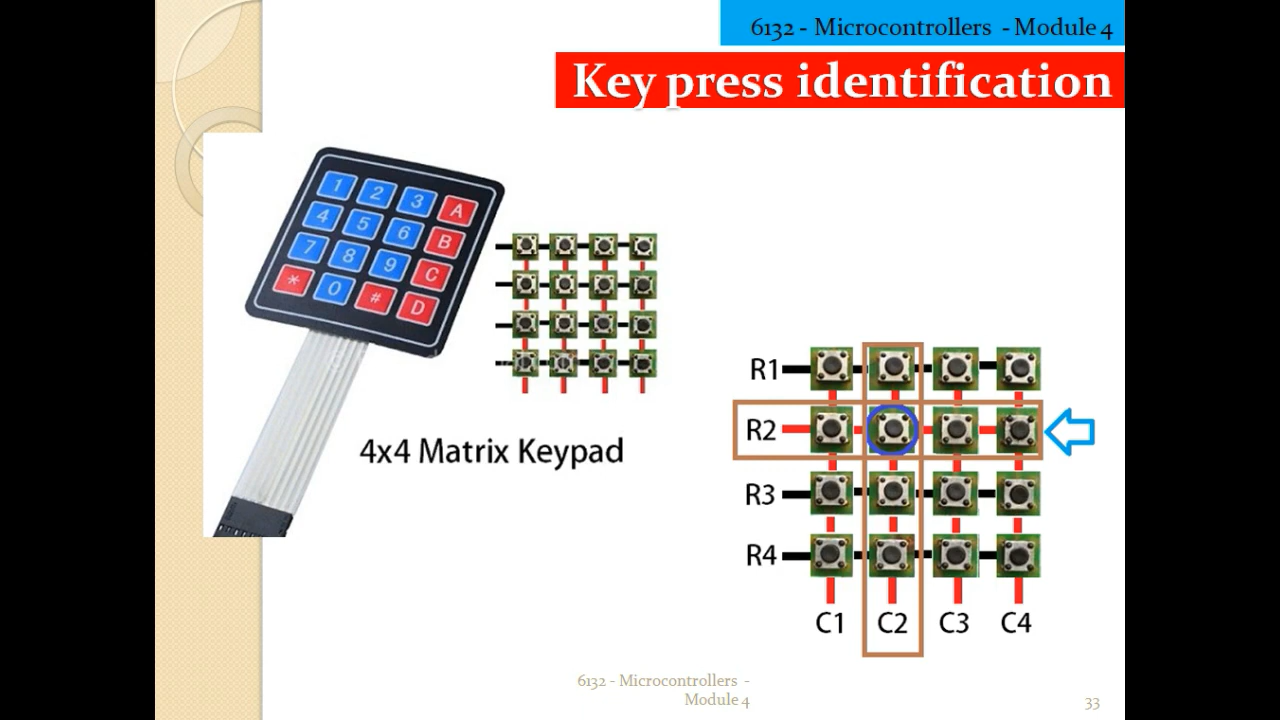 6132 - Microcontrollers - Module 4
Key press identification
1 2 3 A
4 5 6 B
7 8 9 C
* 0 # D
4x4 Matrix Keypad
R1
R2
R3
R4
C1 C2 C3 C4
6132 - Microcontrollers -
Module 4
33